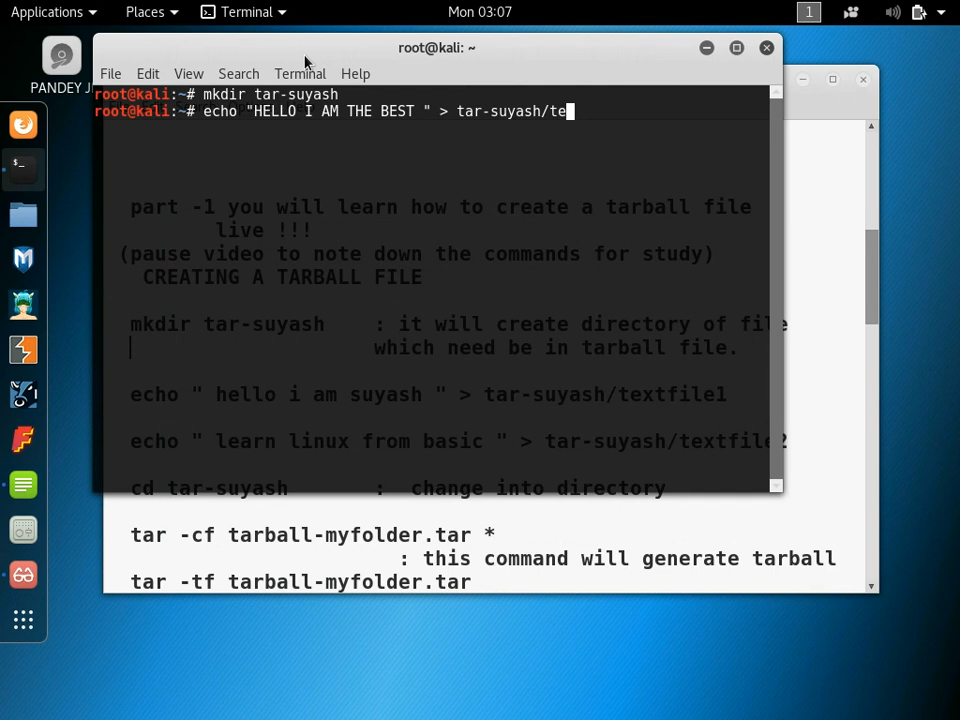 Applications Places Terminal Mon 03:07 1
PANDEY J
root@kali: ~
File Edit View Search Terminal Help
root@kali:~# mkdir tar-suyash
root@kali:~# echo "HELLO I AM THE BEST " > tar-suyash/te
part -1 you will learn how to create a tarball file
live !!!
(pause video to note down the commands for study)
CREATING A TARBALL FILE
mkdir tar-suyash : it will create directory of file
which need be in tarball file.
echo " hello i am suyash " > tar-suyash/textfile1
echo " learn linux from basic " > tar-suyash/textfile2
cd tar-suyash : change into directory
tar -cf tarball-myfolder.tar *
: this command will generate tarball
tar -tf tarball-myfolder.tar